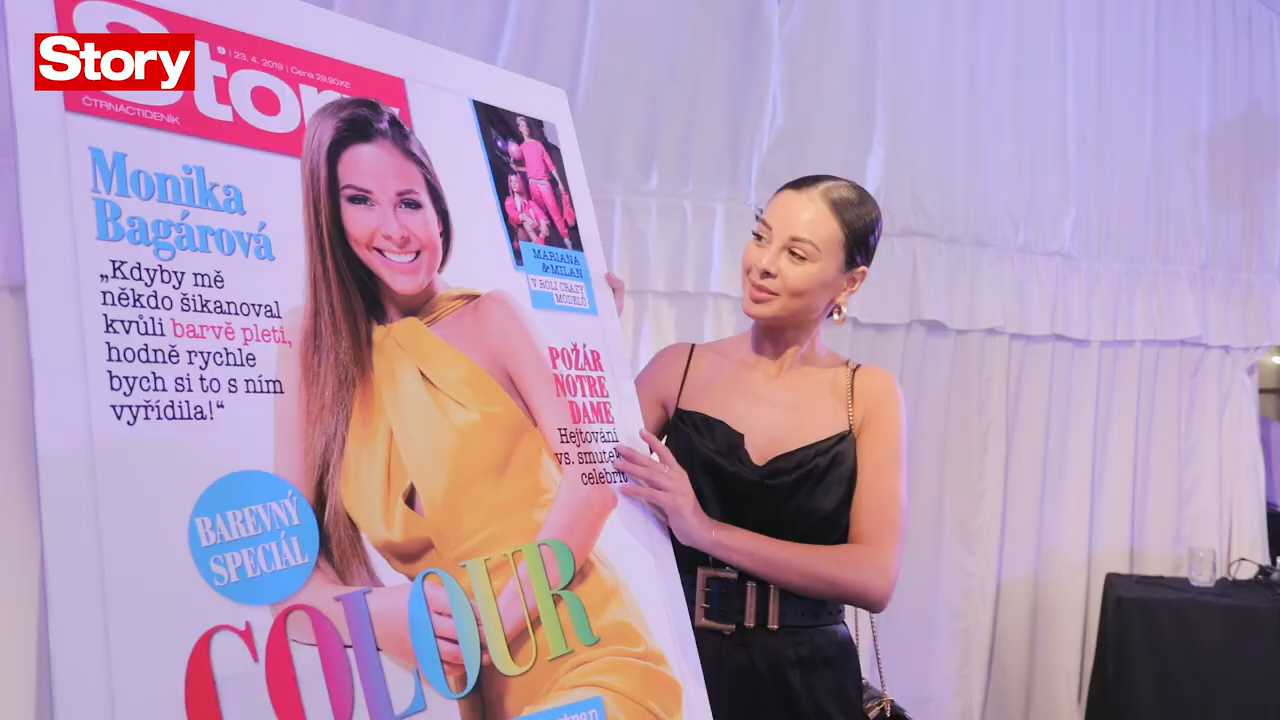 Story
Story
9 | 23. 4. 2019 | Cena 29,90 Kč
ČTRNÁCTIDENÍK
Monika
Bagárová
„Kdyby mě
někdo šikanoval
kvůli barvě pleti,
hodně rychle
bych si to s ním
vyřídila!“
MARIANA
& MILAN
V ROLI CRAZY
MODELŮ
POŽÁR
NOTRE
DAME
Hejtování
vs. smutek
celebrit
BAREVNÝ
SPECIÁL
COLOUR